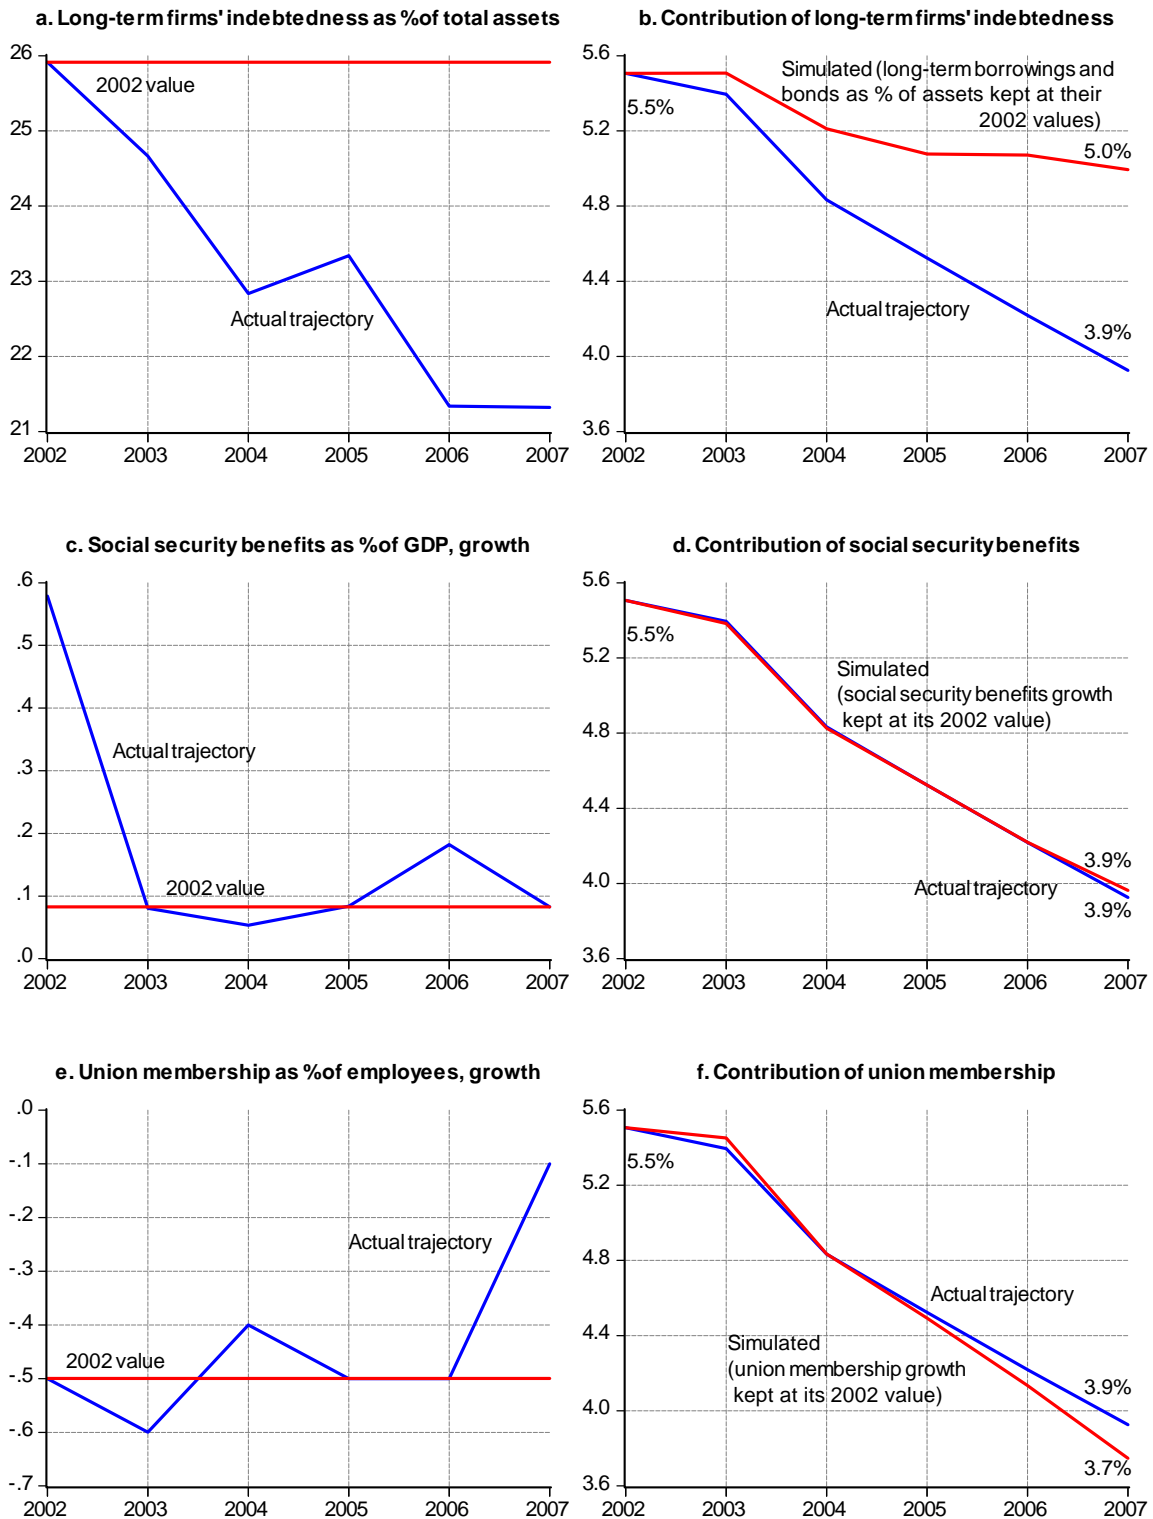 a. Long-term firms' indebtedness as % of total assets
26
25
24
23
22
21
2002 value
Actual trajectory
2002 2003 2004 2005 2006 2007
b. Contribution of long-term firms' indebtedness
5.6
5.2
4.8
4.4
4.0
3.6
Simulated (long-term borrowings and
bonds as % of assets kept at their
2002 values)
5.5%
5.0%
Actual trajectory
3.9%
2002 2003 2004 2005 2006 2007
c. Social security benefits as % of GDP, growth
.6
.5
.4
.3
.2
.1
.0
Actual trajectory
2002 value
2002 2003 2004 2005 2006 2007
d. Contribution of social security benefits
5.6
5.2
4.8
4.4
4.0
3.6
5.5%
Simulated
(social security benefits growth
kept at its 2002 value)
3.9%
Actual trajectory
3.9%
2002 2003 2004 2005 2006 2007
e. Union membership as % of employees, growth
.0
-.1
-.2
-.3
-.4
-.5
-.6
-.7
Actual trajectory
2002 value
2002 2003 2004 2005 2006 2007
f. Contribution of union membership
5.6
5.2
4.8
4.4
4.0
3.6
5.5%
Actual trajectory
Simulated
(union membership growth
kept at its 2002 value)
3.9%
3.7%
2002 2003 2004 2005 2006 2007